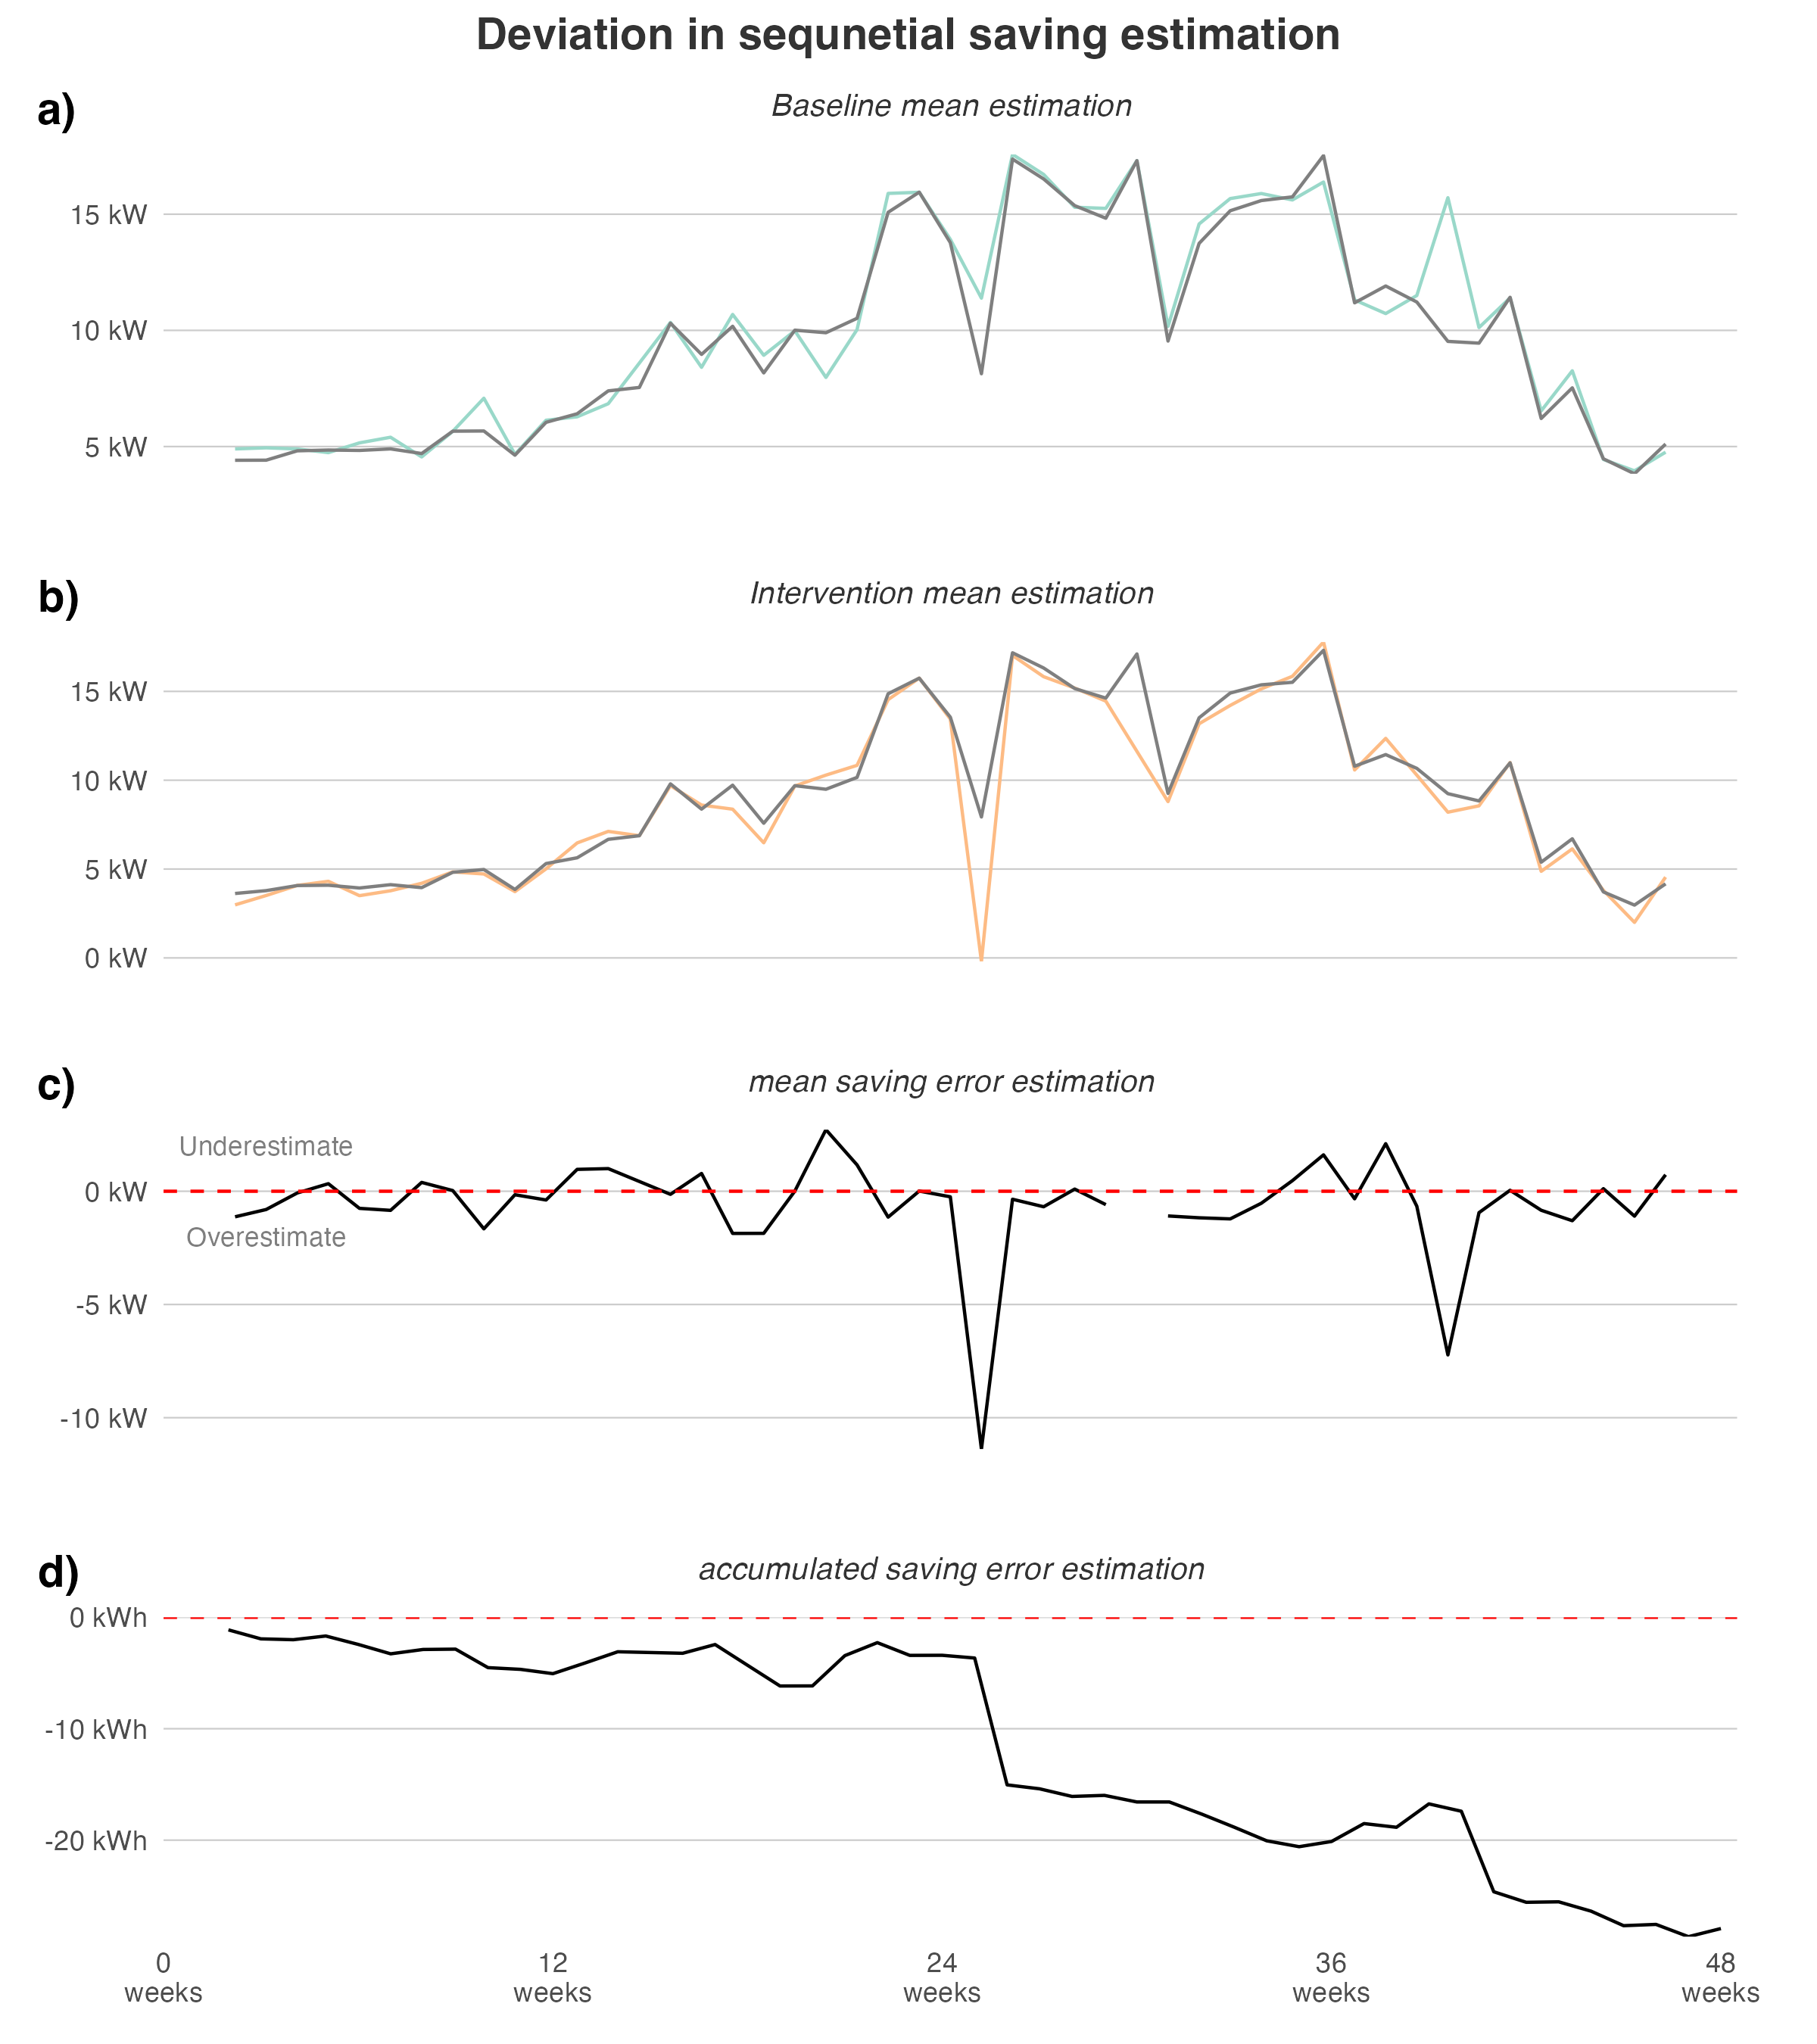 Deviation in sequnetial saving estimation
a)
Baseline mean estimation
15 kW
10 kW
5 kW
b)
Intervention mean estimation
15 kW
10 kW
5 kW
0 kW
c)
mean saving error estimation
Underestimate
0 kW
Overestimate
-5 kW
-10 kW
d)
accumulated saving error estimation
0 kWh
-10 kWh
-20 kWh
0 12 24 36 48
weeks weeks weeks weeks weeks